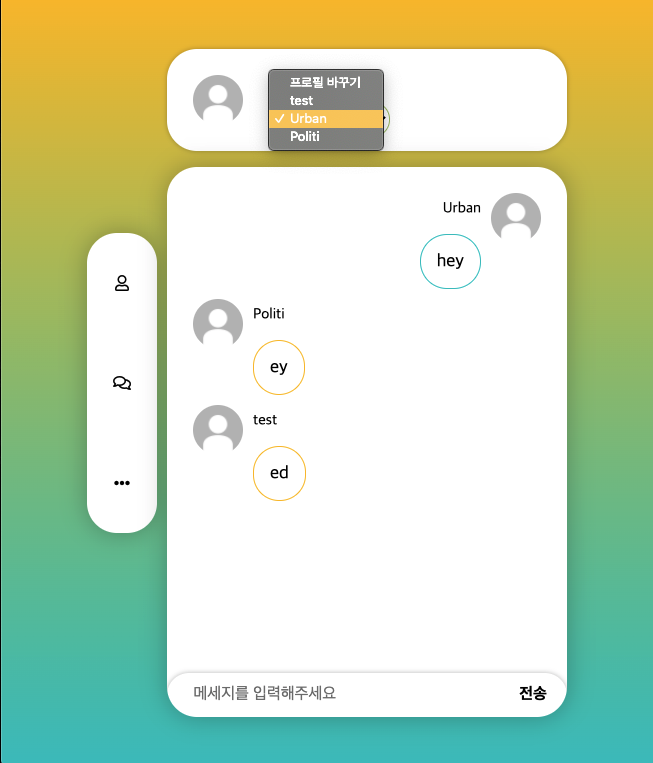 프로필 바꾸기
test
Urban
Politi
Urban
hey
Politi
ey
test
ed
메세지를 입력해주세요
전송